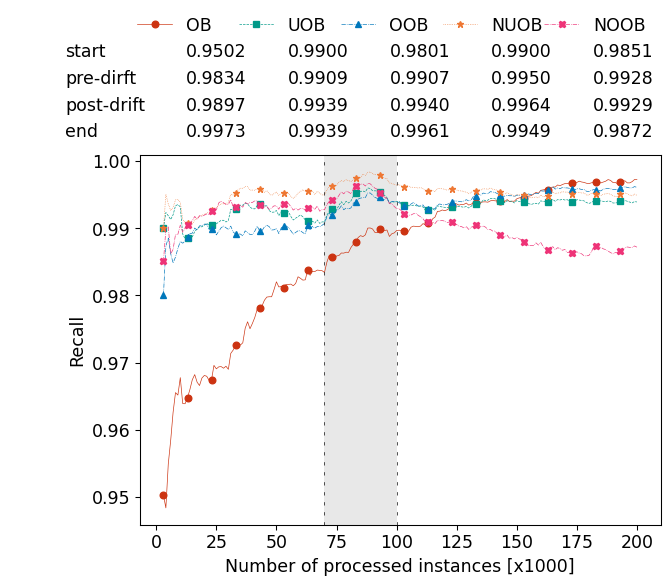 OB UOB OOB NUOB NOOB
start 0.9502 0.9900 0.9801 0.9900 0.9851
pre-dirft 0.9834 0.9909 0.9907 0.9950 0.9928
post-drift 0.9897 0.9939 0.9940 0.9964 0.9929
end 0.9973 0.9939 0.9961 0.9949 0.9872
1.00
0.99
0.98
0.97
0.96
0.95
Recall
0 25 50 75 100 125 150 175 200
Number of processed instances [x1000]